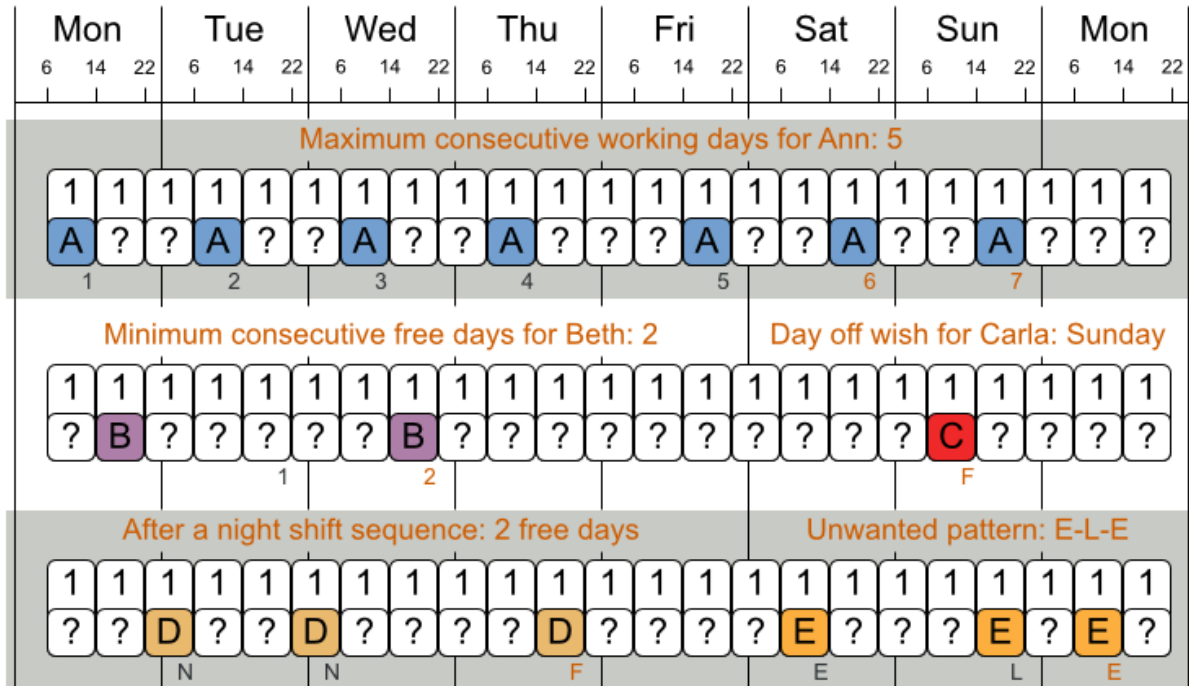 Mon Tue Wed Thu Fri Sat Sun Mon
6 14 22 6 14 22 6 14 22 6 14 22 6 14 22 6 14 22 6 14 22 6 14 22
Maximum consecutive working days for Ann: 5
1 1 1 1 1 1 1 1 1 1 1 1 1 1 1 1 1 1 1 1 1 1 1
A ? ? A ? ? A ? ? A ? ? ? A ? ? A ? ? A ? ? ?
1 2 3 4 5 6 7
Minimum consecutive free days for Beth: 2 Day off wish for Carla: Sunday
1 1 1 1 1 1 1 1 1 1 1 1 1 1 1 1 1 1 1 1 1 1 1
? B ? ? ? ? ? B ? ? ? ? ? ? ? ? ? ? C ? ? ? ?
1 2 F
After a night shift sequence: 2 free days Unwanted pattern: E-L-E
1 1 1 1 1 1 1 1 1 1 1 1 1 1 1 1 1 1 1 1 1 1 1
? ? D ? ? D ? ? ? ? D ? ? ? ? E ? ? ? E ? E ?
N N F E L E